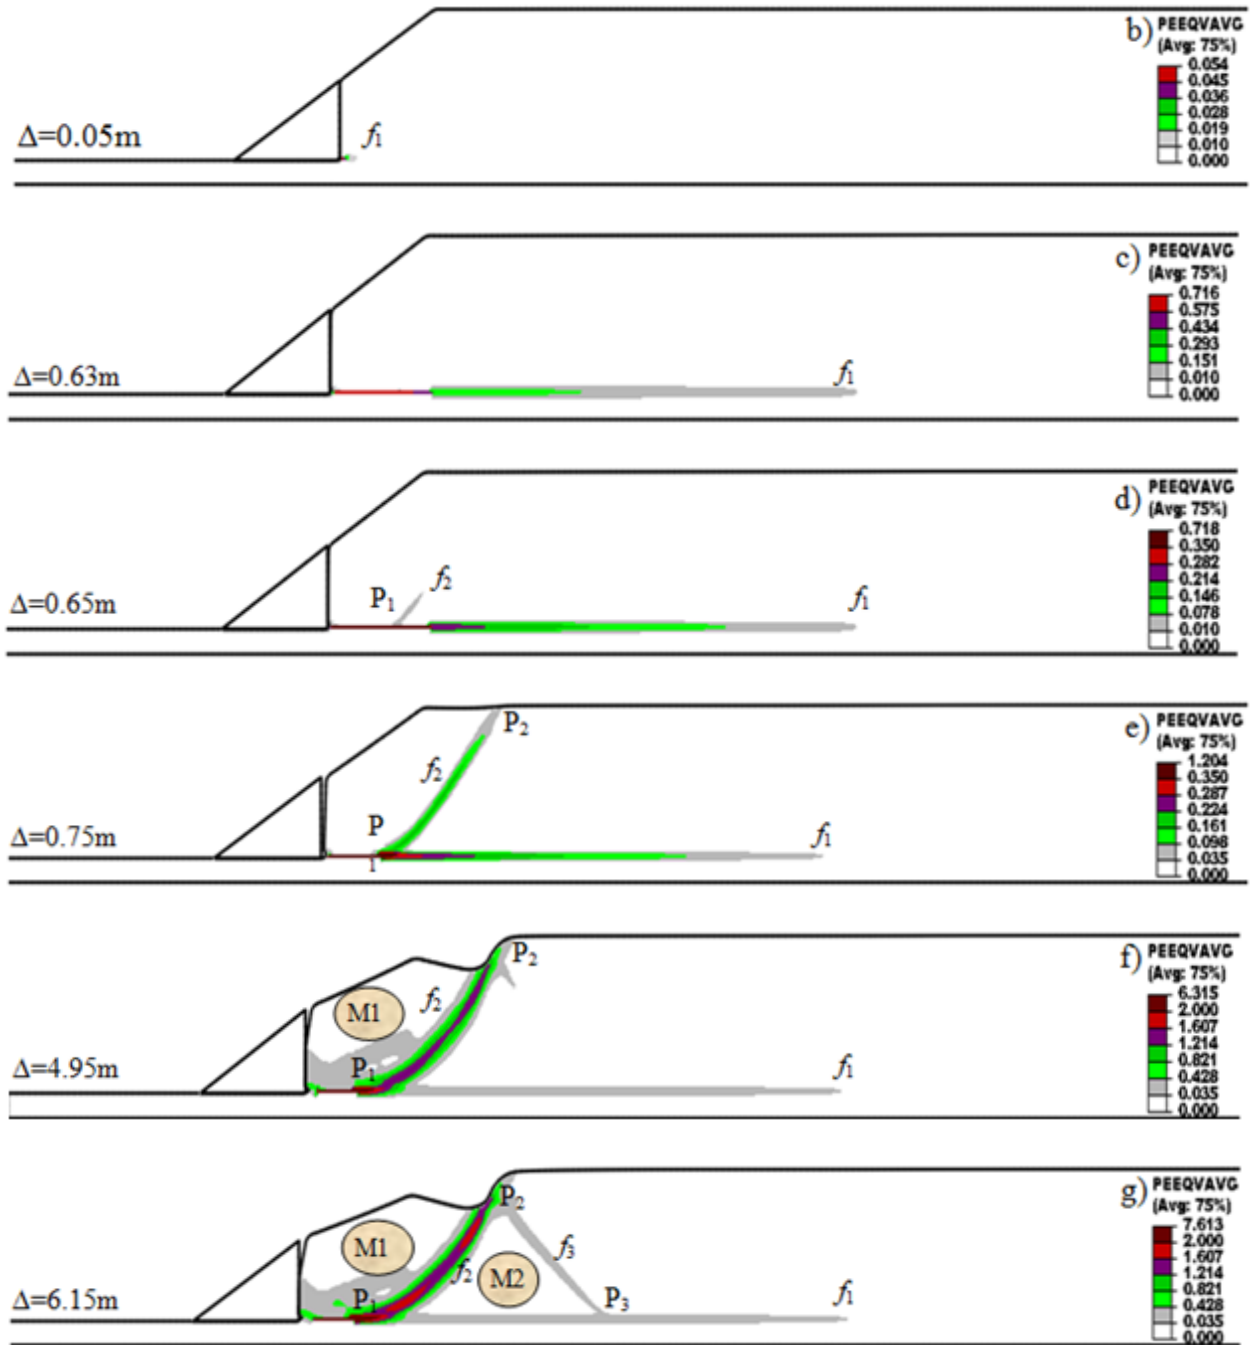 b) PEEQVAVG
(Avg: 75%)
0.054
0.045
0.036
0.028
0.019
0.010
0.000
Δ=0.05m
f1
c) PEEQVAVG
(Avg: 75%)
0.716
0.575
0.434
0.293
0.151
0.010
0.000
Δ=0.63m
f1
d) PEEQVAVG
(Avg: 75%)
0.718
0.350
0.282
0.214
0.146
0.078
0.010
0.000
Δ=0.65m
P1
f2
f1
e) PEEQVAVG
(Avg: 75%)
1.204
0.350
0.287
0.224
0.161
0.098
0.035
0.000
P2
f2
P
1
Δ=0.75m
f1
f) PEEQVAVG
(Avg: 75%)
6.315
2.000
1.607
1.214
0.821
0.428
0.035
0.000
P2
f2
M1
P1
Δ=4.95m
f1
g) PEEQVAVG
(Avg: 75%)
7.613
2.000
1.607
1.214
0.821
0.428
0.035
0.000
P2
M1
f3
f2
M2
P1
P3
Δ=6.15m
f1